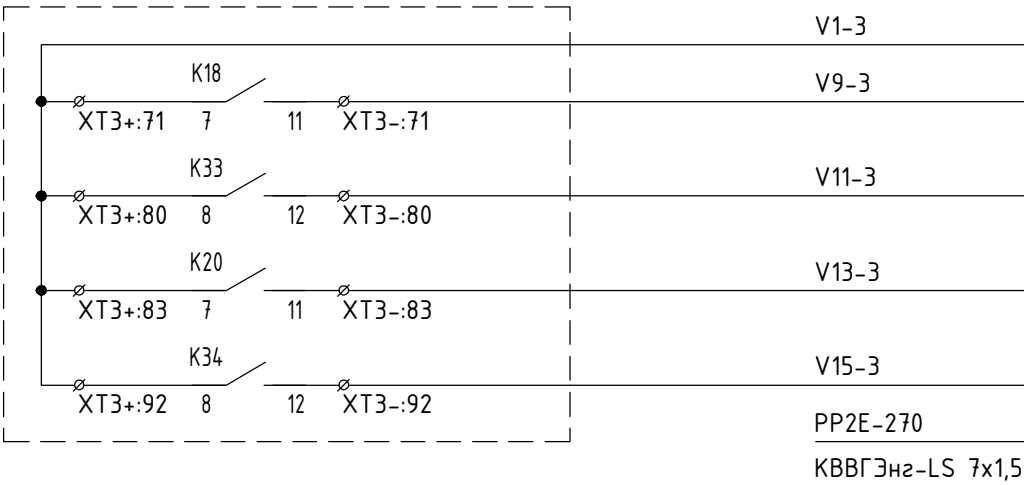 V1-3
K18
V9-3
XT3+:71 7 11 XT3-:71
K33
V11-3
XT3+:80 8 12 XT3-:80
K20
V13-3
XT3+:83 7 11 XT3-:83
K34
V15-3
XT3+:92 8 12 XT3-:92
PP2E-270
КВВГЭнг-LS 7x1,5